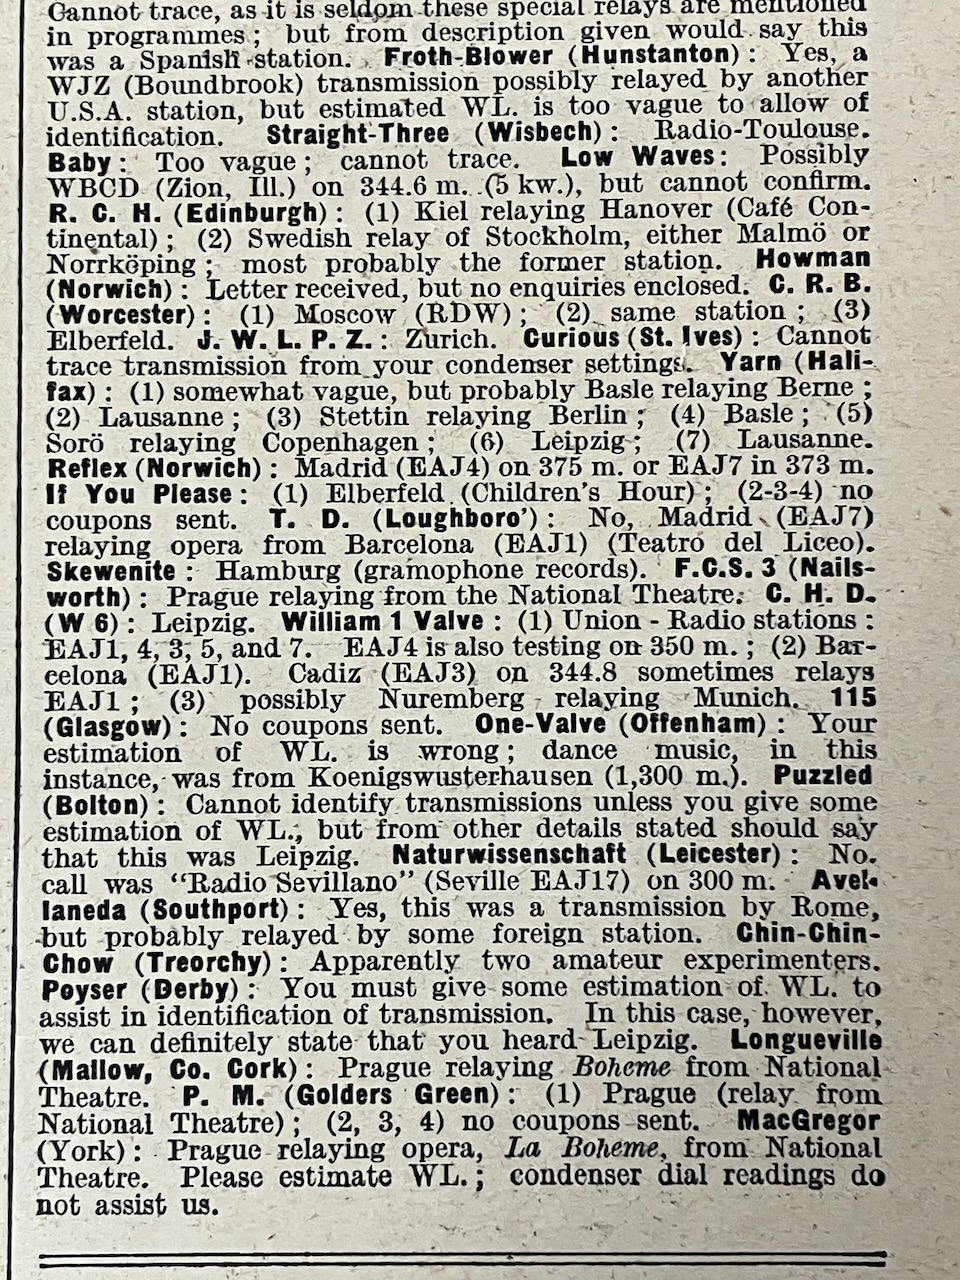 Cannot trace, as it is seldom these special relays are mentioned
in programmes; but from description given would say this
was a Spanish station. Froth-Blower (Hunstanton): Yes, a
WJZ (Boundbrook) transmission possibly relayed by another
U.S.A. station, but estimated WL. is too vague to allow of
identification. Straight-Three (Wisbech): Radio-Toulouse.
Baby: Too vague; cannot trace. Low Waves: Possibly
WBCD (Zion, Ill.) on 344.6 m. (5 kw.), but cannot confirm.
R. C. H. (Edinburgh): (1) Kiel relaying Hanover (Café Con-
tinental); (2) Swedish relay of Stockholm, either Malmö or
Norrköping; most probably the former station. Howman
(Norwich): Letter received, but no enquiries enclosed. C. R. B.
(Worcester): (1) Moscow (RDW); (2) same station; (3)
Elberfeld. J. W. L. P. Z.: Zurich. Curious (St. Ives): Cannot
trace transmission from your condenser settings. Yarn (Hali-
fax): (1) somewhat vague, but probably Basle relaying Berne;
(2) Lausanne; (3) Stettin relaying Berlin; (4) Basle; (5)
Sorö relaying Copenhagen; (6) Leipzig; (7) Lausanne.
Reflex (Norwich): Madrid (EAJ4) on 375 m. or EAJ7 in 373 m.
If You Please: (1) Elberfeld (Children's Hour); (2-3-4) no
coupons sent. T. D. (Loughboro'): No, Madrid (EAJ7)
relaying opera from Barcelona (EAJ1) (Teatro del Liceo).
Skewenite: Hamburg (gramophone records). F.C.S. 3 (Nails-
worth): Prague relaying from the National Theatre. C. H. D.
(W 6): Leipzig. William 1 Valve: (1) Union-Radio stations:
EAJ1, 4, 3, 5, and 7. EAJ4 is also testing on 350 m.; (2) Bar-
celona (EAJ1). Cadiz (EAJ3) on 344.8 sometimes relays
EAJ1; (3) possibly Nuremberg relaying Munich. 115
(Glasgow): No coupons sent. One-Valve (Offenham): Your
estimation of WL. is wrong; dance music, in this
instance, was from Koenigswusterhausen (1,300 m.). Puzzled
(Bolton): Cannot identify transmissions unless you give some
estimation of WL., but from other details stated should say
that this was Leipzig. Naturwissenschaft (Leicester): No.
call was "Radio Sevillano" (Seville EAJ17) on 300 m. Avel-
laneda (Southport): Yes, this was a transmission by Rome,
but probably relayed by some foreign station. Chin-Chin-
Chow (Treorchy): Apparently two amateur experimenters.
Poyser (Derby): You must give some estimation of WL. to
assist in identification of transmission. In this case, however,
we can definitely state that you heard Leipzig. Longueville
(Mallow, Co. Cork): Prague relaying Boheme from National
Theatre. P. M. (Golders Green): (1) Prague (relay from
National Theatre); (2, 3, 4) no coupons sent. MacGregor
(York): Prague relaying opera, La Boheme, from National
Theatre. Please estimate WL.; condenser dial readings do
not assist us.